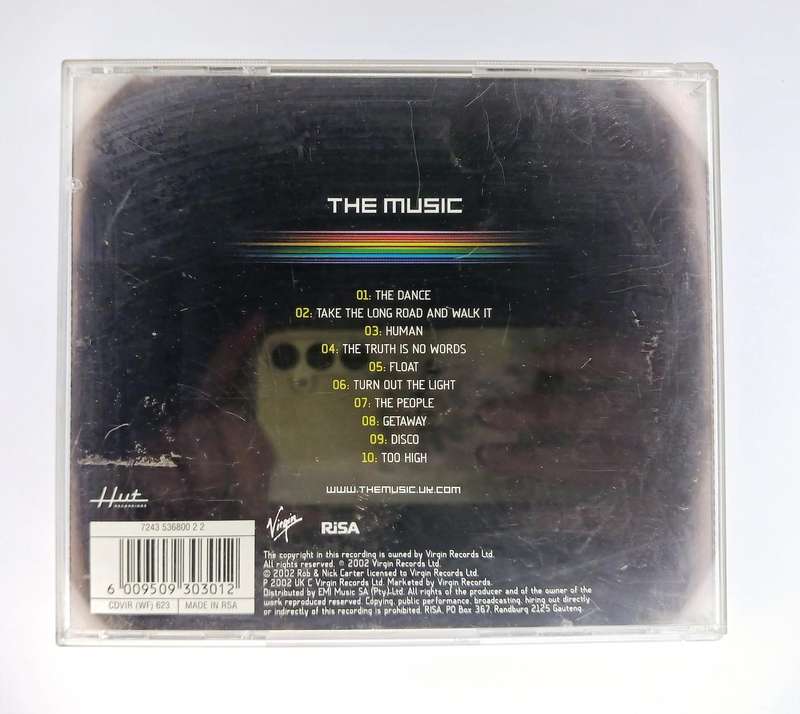 THE MUSIC
01: THE DANCE
02: TAKE THE LONG ROAD AND WALK IT
03: HUMAN
04: THE TRUTH IS NO WORDS
05: FLOAT
06: TURN OUT THE LIGHT
07: THE PEOPLE
08: GETAWAY
09: DISCO
10: TOO HIGH
WWW.THEMUSIC.UK.COM
Hut
RECORDINGS
7243 536800 2 2
6 009509 303012
CDVIR (WF) 623 MADE IN RSA
Virgin RiSA
The copyright in this recording is owned by Virgin Records Ltd.
All rights reserved. ℗ 2002 Virgin Records Ltd.
© 2002 Rob & Nick Carter licensed to Virgin Records Ltd.
P 2002 UK C Virgin Records Ltd. Marketed by Virgin Records.
Distributed by EMI Music SA (Pty)Ltd. All rights of the producer and of the owner of the
work reproduced reserved. Copying, public performance, broadcasting, hiring out directly
or indirectly of this recording is prohibited. RISA, PO Box 367, Randburg 2125 Gauteng.